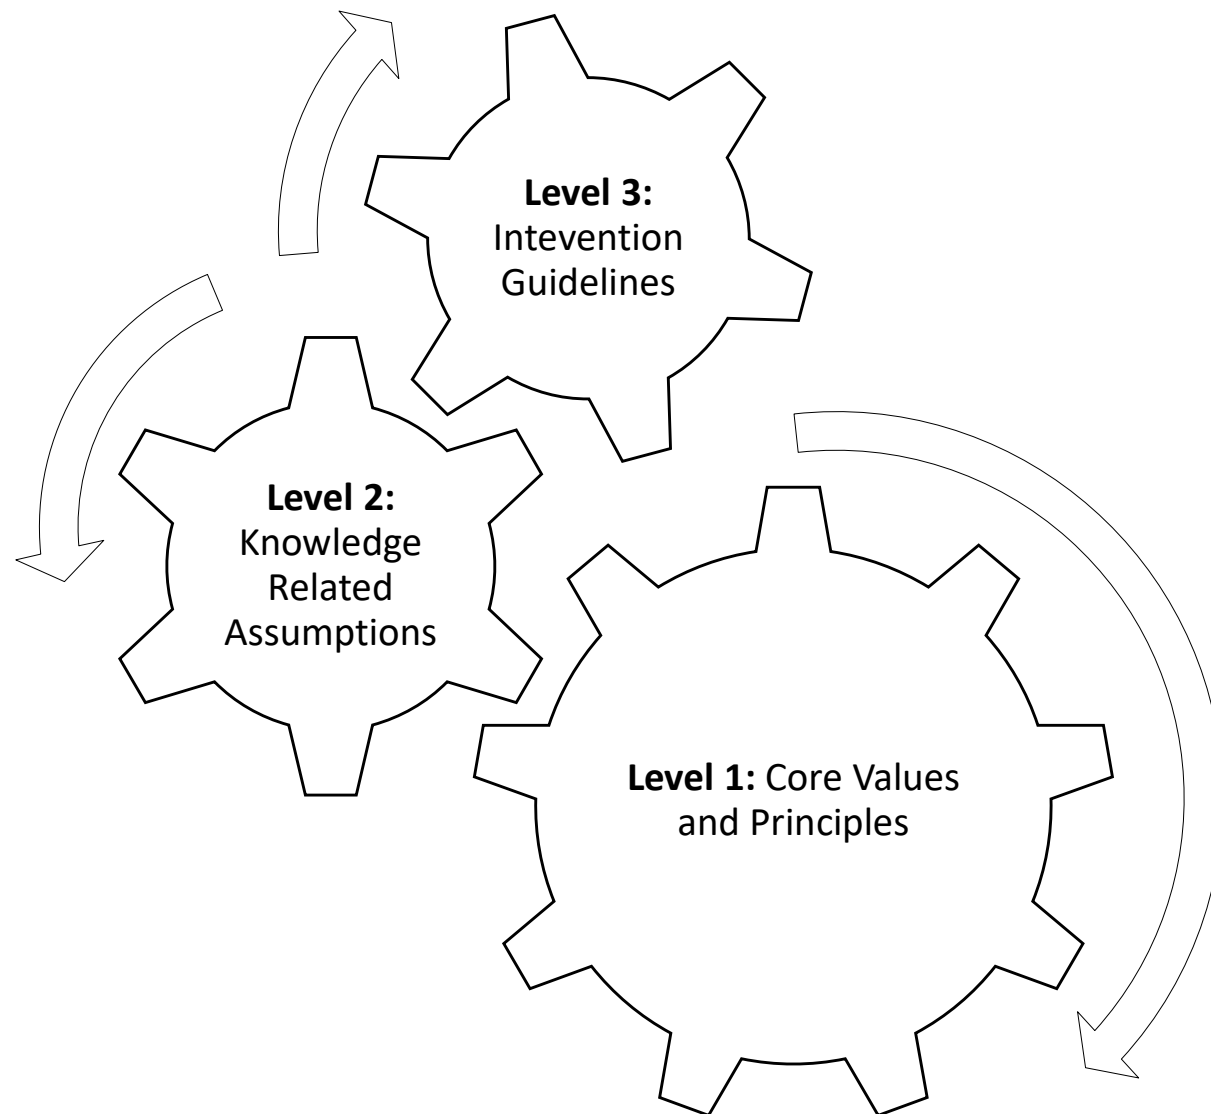 Level 3:
Intevention
Guidelines
Level 2:
Knowledge
Related
Assumptions
Level 1: Core Values
and Principles